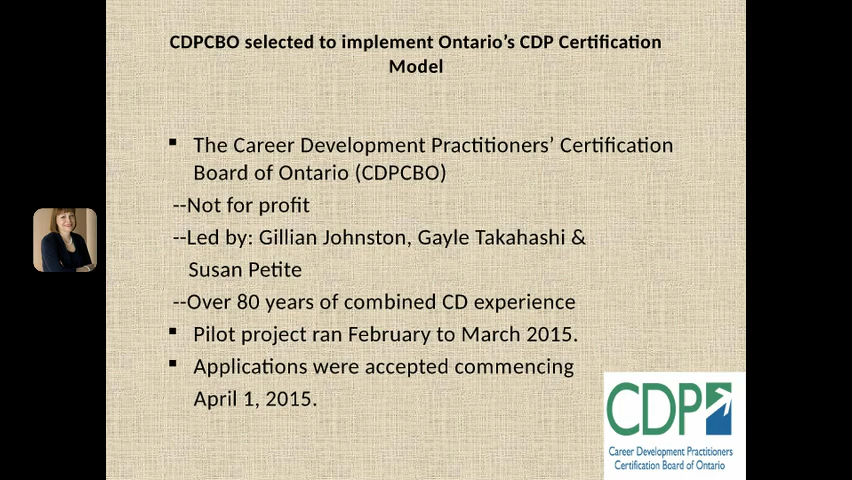 CDPCBO selected to implement Ontario’s CDP Certification
Model
▪ The Career Development Practitioners’ Certification
Board of Ontario (CDPCBO)
--Not for profit
--Led by: Gillian Johnston, Gayle Takahashi &
Susan Petite
--Over 80 years of combined CD experience
▪ Pilot project ran February to March 2015.
▪ Applications were accepted commencing
April 1, 2015.
CDP
Career Development Practitioners
Certification Board of Ontario